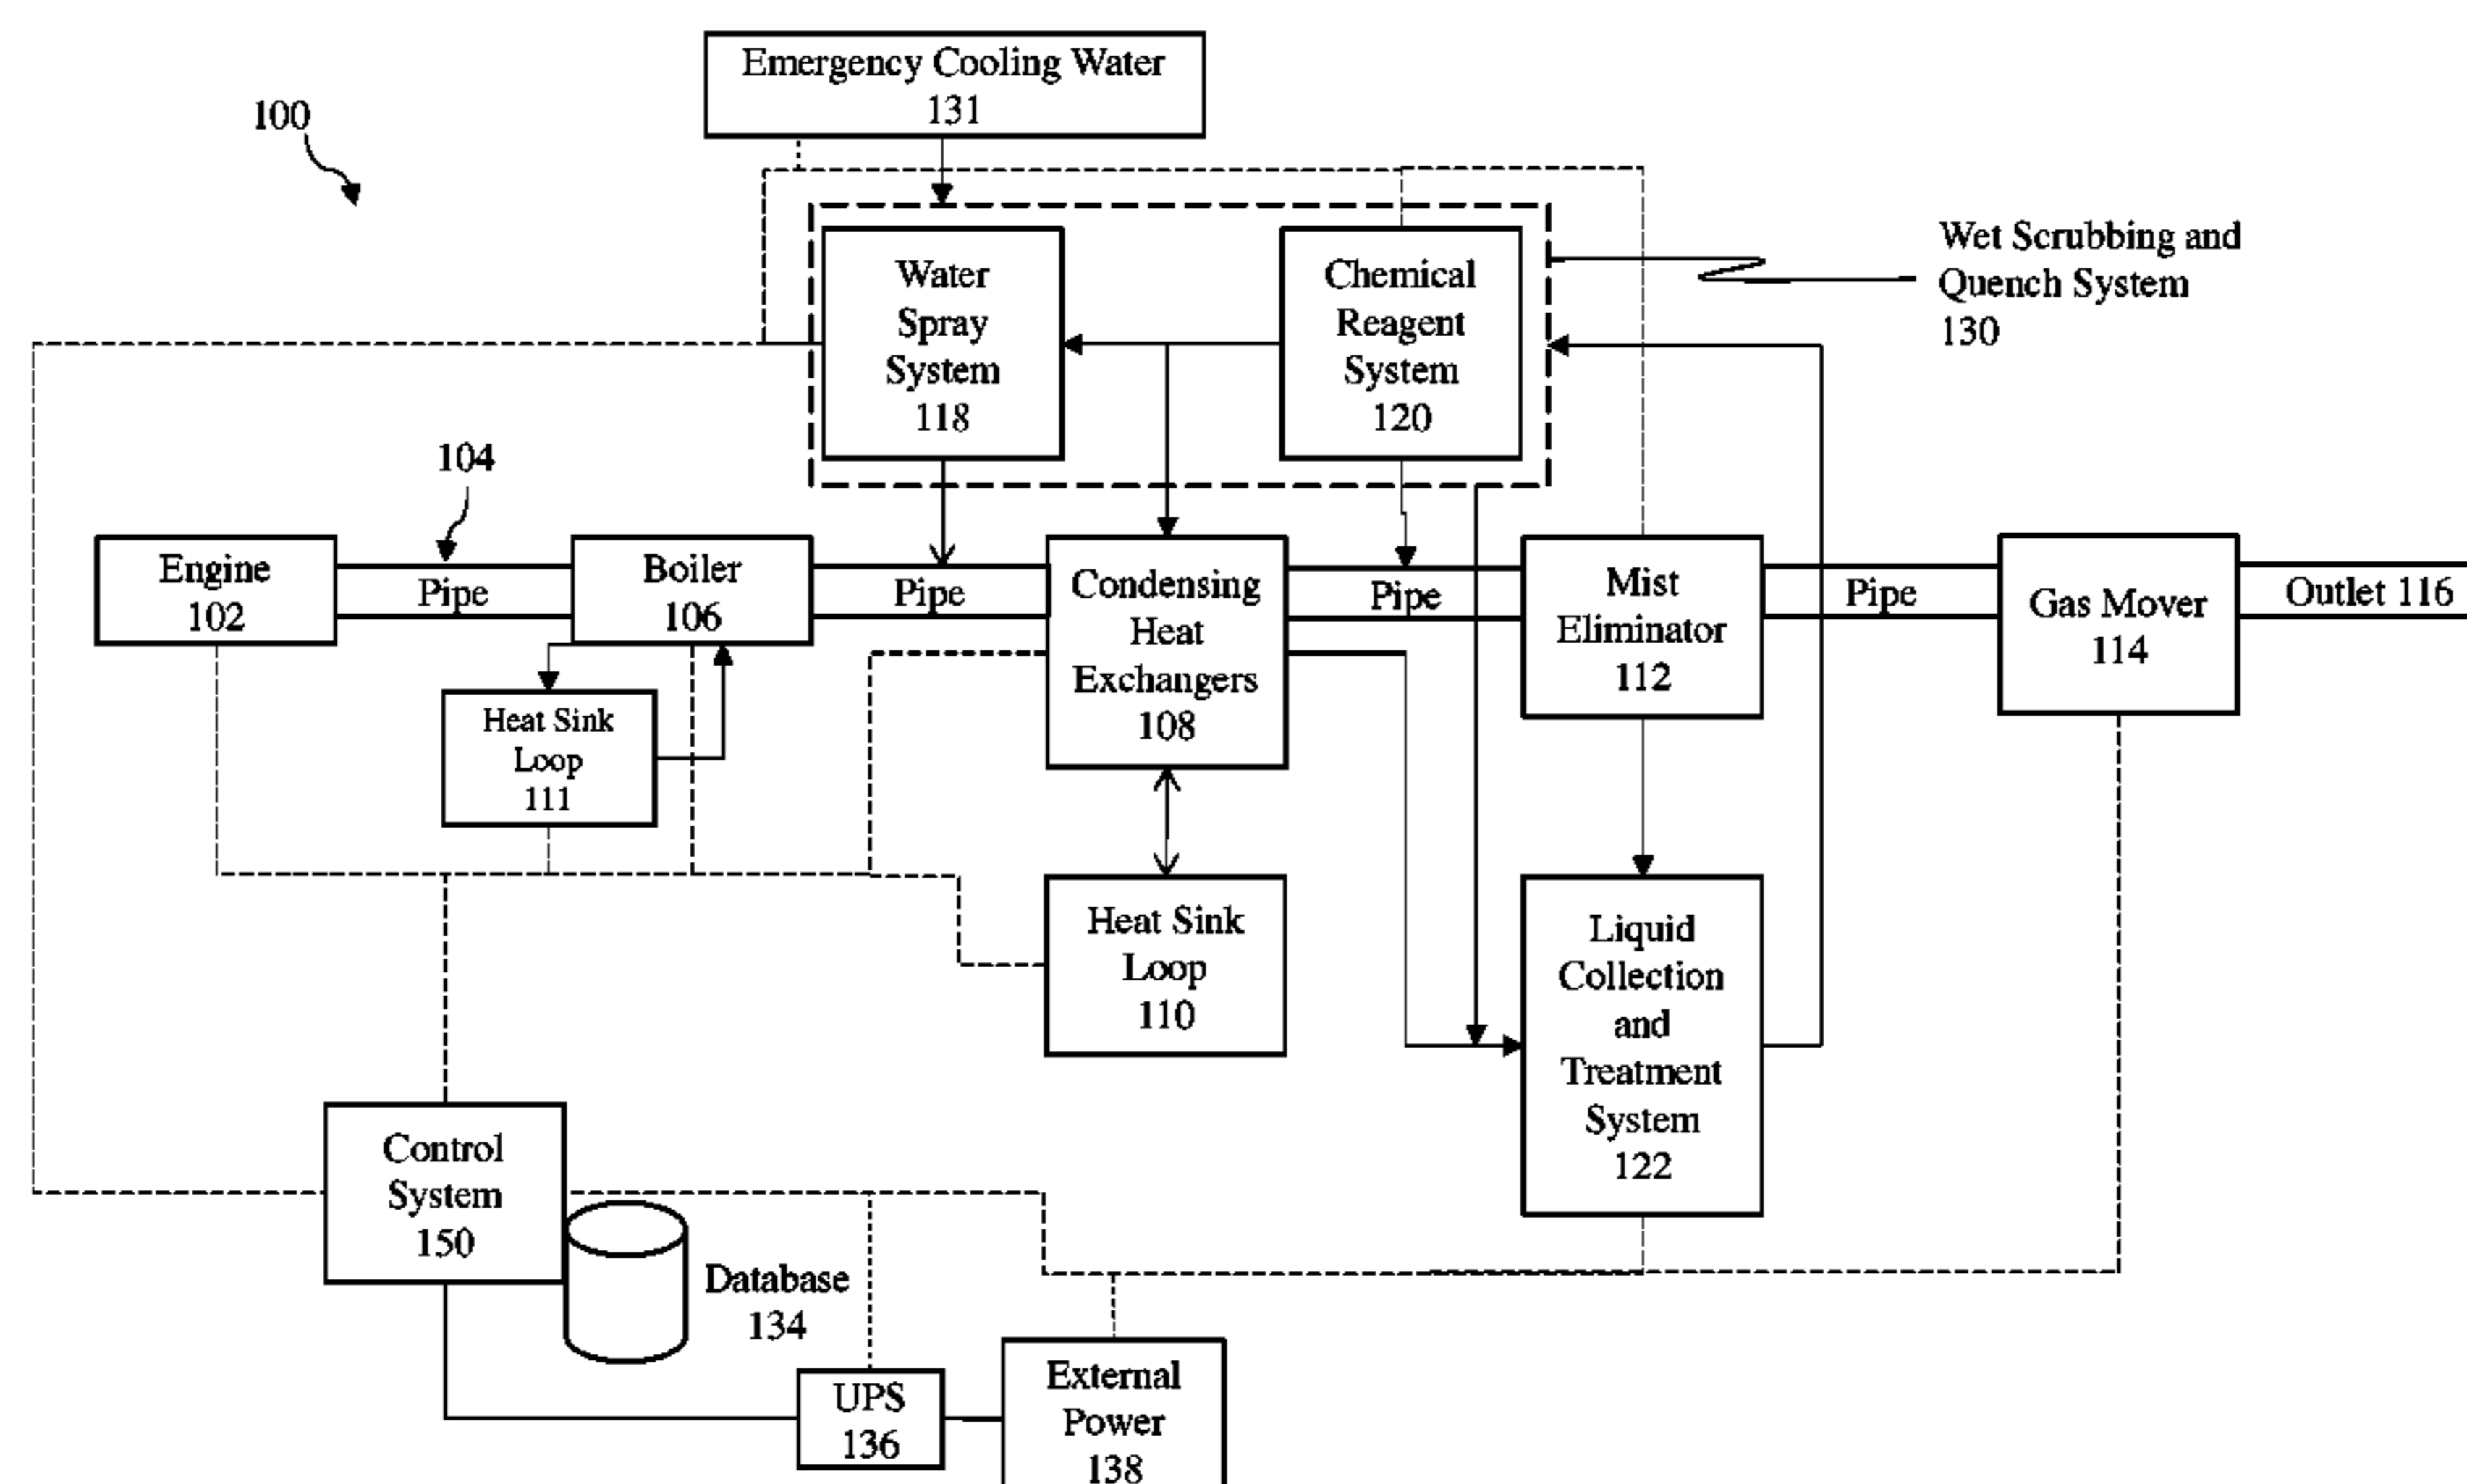 Emergency Cooling Water
131
100
Water
Spray
System
118
Chemical
Reagent
System
120
Wet Scrubbing and
Quench System
130
104
Engine
102
Pipe
Boiler
106
Pipe
Condensing
Heat
Exchangers
108
Pipe
Mist
Eliminator
112
Pipe
Gas Mover
114
Outlet 116
Heat Sink
Loop
111
Heat Sink
Loop
110
Liquid
Collection
and
Treatment
System
122
Control
System
150
Database
134
UPS
136
External
Power
138